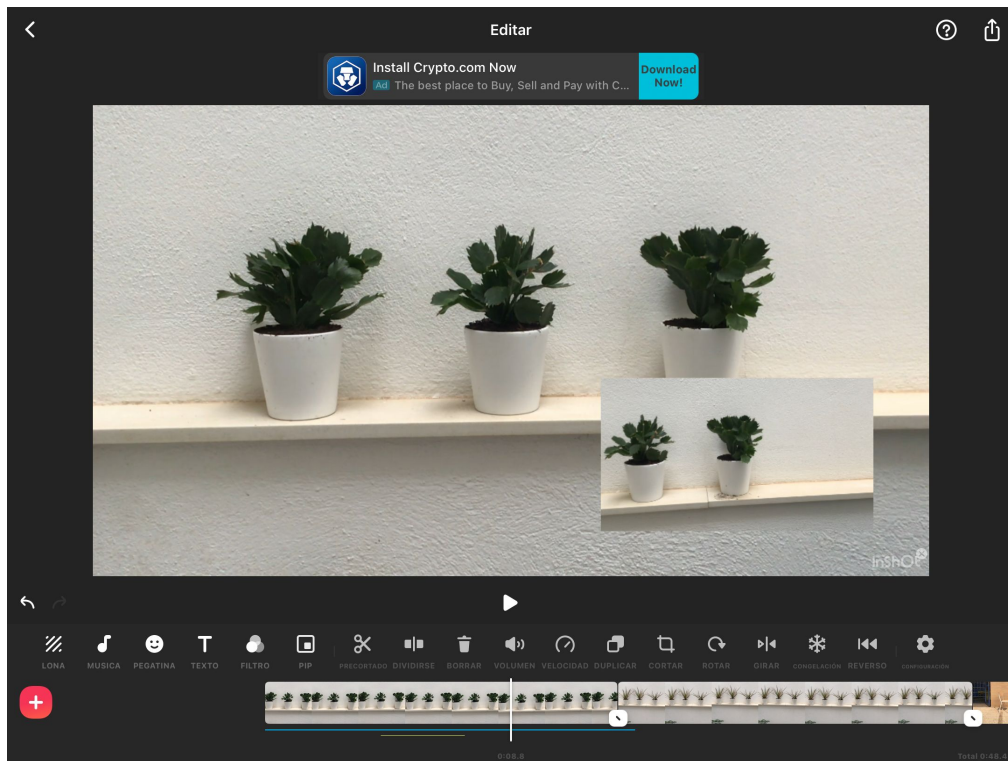 Editar
Install Crypto.com Now
Ad The best place to Buy, Sell and Pay with C...
Download
Now!
InShOt
LONA
MUSICA
PEGATINA
TEXTO
FILTRO
PIP
PRECORTADO
DIVIDIRSE
BORRAR
VOLUMEN
VELOCIDAD
DUPLICAR
CORTAR
ROTAR
GIRAR
CONGELACIÓN
REVERSO
CONFIGURACIÓN
0:08.8
Total 0:48.4